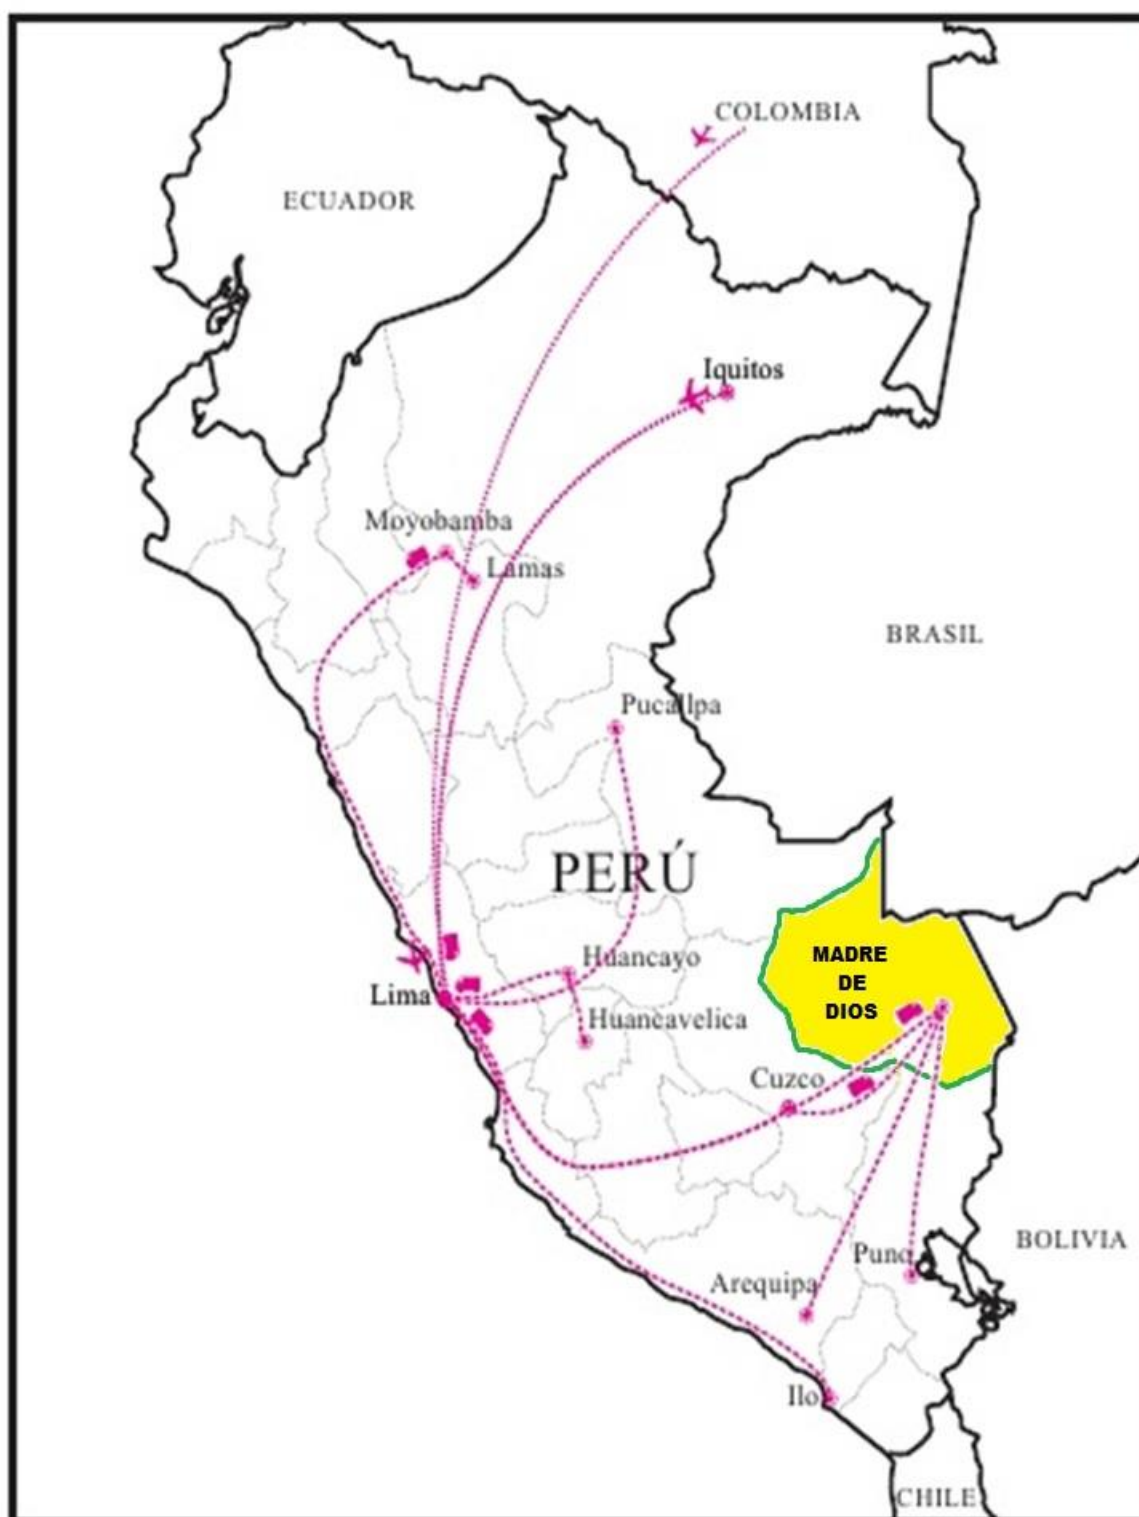 COLOMBIA
ECUADOR
Iquitos
Moyobamba
Lamas
BRASIL
Pucallpa
PERÚ
MADRE
DE
DIOS
Huancayo
Lima
Huancavelica
Cuzco
BOLIVIA
Puno
Arequipa
Ilo
CHILE